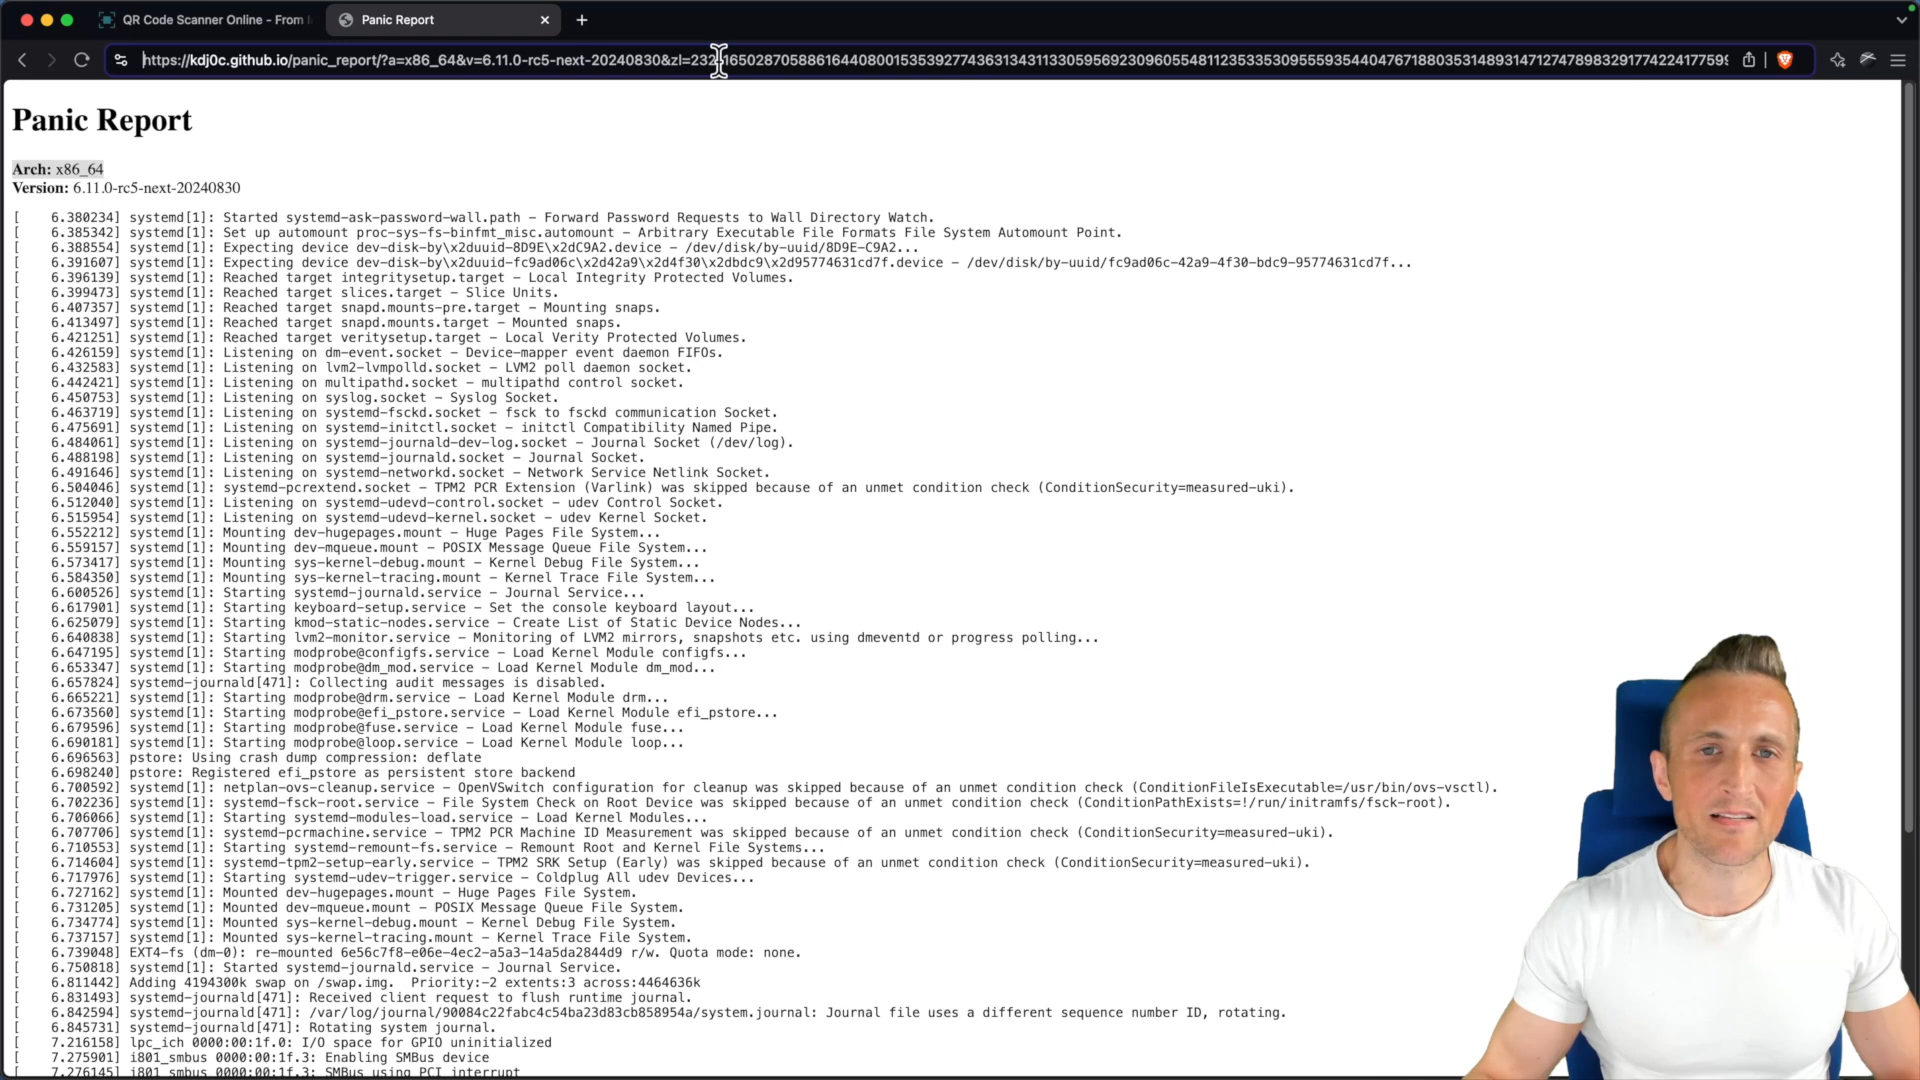 QR Code Scanner Online - From I
Panic Report
https://kdj0c.github.io/panic_report/?a=x86_64&v=6.11.0-rc5-next-20240830&zl=232
Panic Report
Arch: x86_64
Version: 6.11.0-rc5-next-20240830
[    6.380234] systemd[1]: Started systemd-ask-password-wall.path - Forward Password Requests to Wall Directory Watch.
[    6.385342] systemd[1]: Set up automount proc-sys-fs-binfmt_misc.automount - Arbitrary Executable File Formats File System Automount Point.
[    6.388554] systemd[1]: Expecting device dev-disk-by\x2duuid-8D9E\x2dC9A2.device - /dev/disk/by-uuid/8D9E-C9A2...
[    6.391607] systemd[1]: Expecting device dev-disk-by\x2duuid-fc9ad06c\x2d42a9\x2d4f30\x2dbdc9\x2d95774631cd7f.device - /dev/disk/by-uuid/fc9ad06c-42a9-4f30-bdc9-95774631cd7f...
[    6.396139] systemd[1]: Reached target integritysetup.target - Local Integrity Protected Volumes.
[    6.399473] systemd[1]: Reached target slices.target - Slice Units.
[    6.407357] systemd[1]: Reached target snapd.mounts-pre.target - Mounting snaps.
[    6.413497] systemd[1]: Reached target snapd.mounts.target - Mounted snaps.
[    6.421251] systemd[1]: Reached target veritysetup.target - Local Verity Protected Volumes.
[    6.426159] systemd[1]: Listening on dm-event.socket - Device-mapper event daemon FIFOs.
[    6.432583] systemd[1]: Listening on lvm2-lvmpolld.socket - LVM2 poll daemon socket.
[    6.442421] systemd[1]: Listening on multipathd.socket - multipathd control socket.
[    6.450753] systemd[1]: Listening on syslog.socket - Syslog Socket.
[    6.463719] systemd[1]: Listening on systemd-fsckd.socket - fsck to fsckd communication Socket.
[    6.475691] systemd[1]: Listening on systemd-initctl.socket - initctl Compatibility Named Pipe.
[    6.484061] systemd[1]: Listening on systemd-journald-dev-log.socket - Journal Socket (/dev/log).
[    6.488198] systemd[1]: Listening on systemd-journald.socket - Journal Socket.
[    6.491646] systemd[1]: Listening on systemd-networkd.socket - Network Service Netlink Socket.
[    6.504046] systemd[1]: systemd-pcrextend.socket - TPM2 PCR Extension (Varlink) was skipped because of an unmet condition check (ConditionSecurity=measured-uki).
[    6.512040] systemd[1]: Listening on systemd-udevd-control.socket - udev Control Socket.
[    6.515954] systemd[1]: Listening on systemd-udevd-kernel.socket - udev Kernel Socket.
[    6.552212] systemd[1]: Mounting dev-hugepages.mount - Huge Pages File System...
[    6.559157] systemd[1]: Mounting dev-mqueue.mount - POSIX Message Queue File System...
[    6.573417] systemd[1]: Mounting sys-kernel-debug.mount - Kernel Debug File System...
[    6.584350] systemd[1]: Mounting sys-kernel-tracing.mount - Kernel Trace File System...
[    6.600526] systemd[1]: Starting systemd-journald.service - Journal Service...
[    6.617901] systemd[1]: Starting keyboard-setup.service - Set the console keyboard layout...
[    6.625079] systemd[1]: Starting kmod-static-nodes.service - Create List of Static Device Nodes...
[    6.640838] systemd[1]: Starting lvm2-monitor.service - Monitoring of LVM2 mirrors, snapshots etc. using dmeventd or progress polling...
[    6.647195] systemd[1]: Starting modprobe@configfs.service - Load Kernel Module configfs...
[    6.653347] systemd[1]: Starting modprobe@dm_mod.service - Load Kernel Module dm_mod...
[    6.657824] systemd-journald[471]: Collecting audit messages is disabled.
[    6.665221] systemd[1]: Starting modprobe@drm.service - Load Kernel Module drm...
[    6.673560] systemd[1]: Starting modprobe@efi_pstore.service - Load Kernel Module efi_pstore...
[    6.679596] systemd[1]: Starting modprobe@fuse.service - Load Kernel Module fuse...
[    6.690181] systemd[1]: Starting modprobe@loop.service - Load Kernel Module loop...
[    6.696563] pstore: Using crash dump compression: deflate
[    6.698240] pstore: Registered efi_pstore as persistent store backend
[    6.700592] systemd[1]: netplan-ovs-cleanup.service - OpenVSwitch configuration for cleanup was skipped because of an unmet condition check (ConditionFileIsExecutable=/usr/bin/ovs-vsctl).
[    6.702236] systemd[1]: systemd-fsck-root.service - File System Check on Root Device was skipped because of an unmet condition check (ConditionPathExists=!/run/initramfs/fsck-root).
[    6.706066] systemd[1]: Starting systemd-modules-load.service - Load Kernel Modules...
[    6.707706] systemd[1]: systemd-pcrmachine.service - TPM2 PCR Machine ID Measurement was skipped because of an unmet condition check (ConditionSecurity=measured-uki).
[    6.710553] systemd[1]: Starting systemd-remount-fs.service - Remount Root and Kernel File Systems...
[    6.714604] systemd[1]: systemd-tpm2-setup-early.service - TPM2 SRK Setup (Early) was skipped because of an unmet condition check (ConditionSecurity=measured-uki).
[    6.717976] systemd[1]: Starting systemd-udev-trigger.service - Coldplug All udev Devices...
[    6.727162] systemd[1]: Mounted dev-hugepages.mount - Huge Pages File System.
[    6.731205] systemd[1]: Mounted dev-mqueue.mount - POSIX Message Queue File System.
[    6.734774] systemd[1]: Mounted sys-kernel-debug.mount - Kernel Debug File System.
[    6.737157] systemd[1]: Mounted sys-kernel-tracing.mount - Kernel Trace File System.
[    6.739048] EXT4-fs (dm-0): re-mounted 6e56c7f8-e06e-4ec2-a5a3-14a5da2844d9 r/w. Quota mode: none.
[    6.750818] systemd[1]: Started systemd-journald.service - Journal Service.
[    6.811442] Adding 4194300k swap on /swap.img.  Priority:-2 extents:3 across:4464636k
[    6.831493] systemd-journald[471]: Received client request to flush runtime journal.
[    6.842594] systemd-journald[471]: /var/log/journal/90084c22fabc4c54ba23d83cb858954a/system.journal: Journal file uses a different sequence number ID, rotating.
[    6.845731] systemd-journald[471]: Rotating system journal.
[    7.216158] lpc_ich 0000:00:1f.0: I/O space for GPIO uninitialized
[    7.275901] i801_smbus 0000:00:1f.3: Enabling SMBus device
[    7.276145] i801_smbus 0000:00:1f.3: SMBus using PCI interrupt